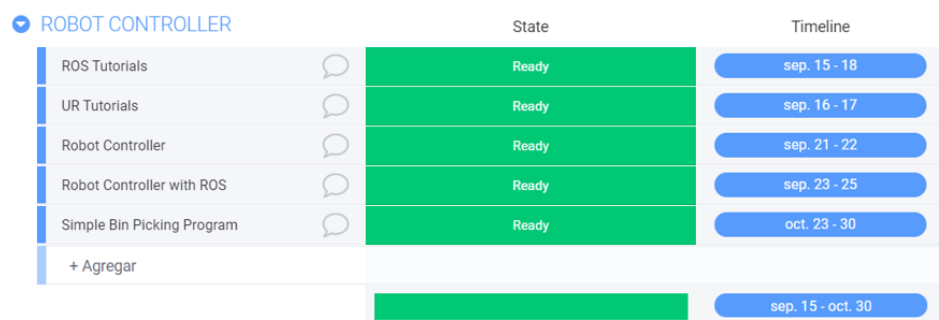 ROBOT CONTROLLER State Timeline
ROS Tutorials Ready sep. 15 - 18
UR Tutorials Ready sep. 16 - 17
Robot Controller Ready sep. 21 - 22
Robot Controller with ROS Ready sep. 23 - 25
Simple Bin Picking Program Ready oct. 23 - 30
+ Agregar
sep. 15 - oct. 30